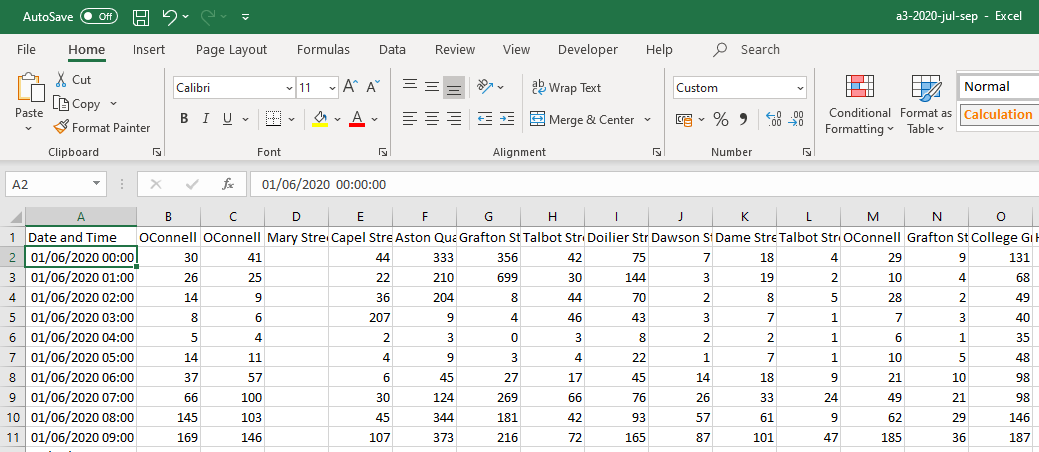 AutoSave Off a3-2020-jul-sep - Excel
File Home Insert Page Layout Formulas Data Review View Developer Help Search
Paste Cut Copy Format Painter Calibri 11 A A B I U A ab Wrap Text Merge & Center Custom % 9 .00 .00 Conditional Formatting Format as Table Normal Calculation
Clipboard Font Alignment Number
A2 fx 01/06/2020 00:00:00
A B C D E F G H I J K L M N O
1 Date and Time OConnell OConnell Mary Stree Capel Stre Aston Qua Grafton St Talbot Stre Doilier Str Dawson St Dame Stre Talbot Stre OConnell Grafton St College Gr
2 01/06/2020 00:00 30 41 44 333 356 42 75 7 18 4 29 9 131
3 01/06/2020 01:00 26 25 22 210 699 30 144 3 19 2 10 4 68
4 01/06/2020 02:00 14 9 36 204 8 44 70 2 8 5 28 2 49
5 01/06/2020 03:00 8 6 207 9 4 46 43 3 7 1 7 3 40
6 01/06/2020 04:00 5 4 2 3 0 3 8 2 2 1 6 1 35
7 01/06/2020 05:00 14 11 4 9 3 4 22 1 7 1 10 5 48
8 01/06/2020 06:00 37 57 6 45 27 17 45 14 18 9 21 10 98
9 01/06/2020 07:00 66 100 30 124 269 66 76 26 33 24 49 21 98
10 01/06/2020 08:00 145 103 45 344 181 42 93 57 61 9 62 29 146
11 01/06/2020 09:00 169 146 107 373 216 72 165 87 101 47 185 36 187